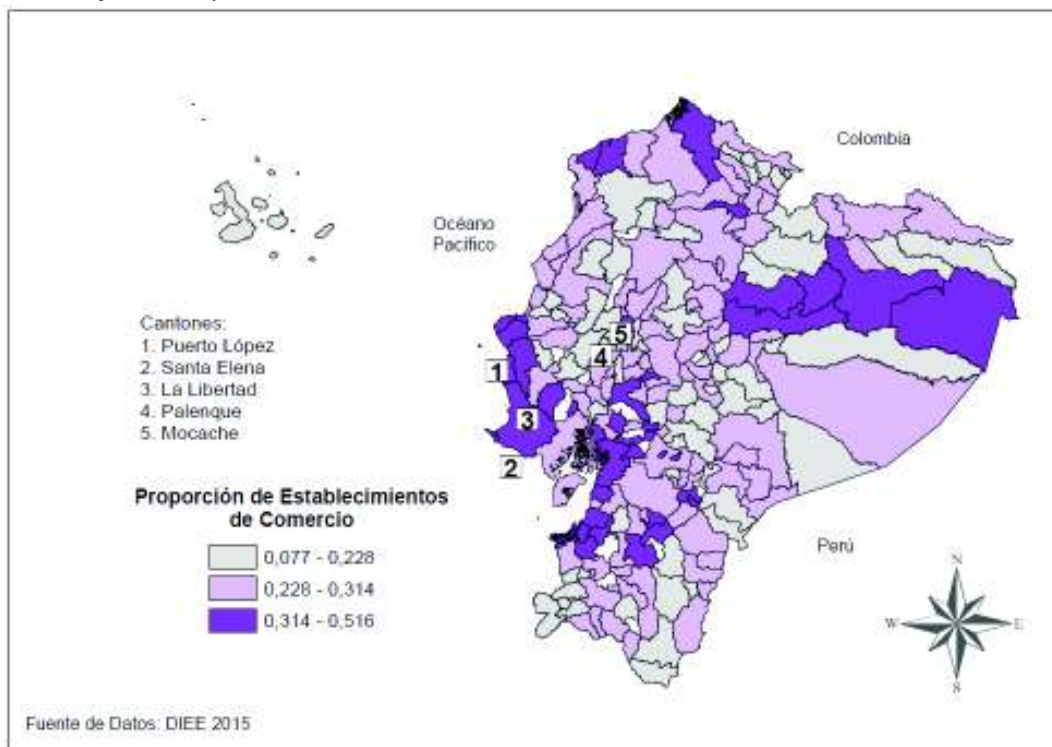 Colombia
Océano
Pacífico
Cantones:
1. Puerto López
2. Santa Elena
3. La Libertad
4. Palenque
5. Mocache
5
4
1
3
2
Proporción de Establecimientos
de Comercio
0,077 - 0,228
0,228 - 0,314
0,314 - 0,516
Perú
N
W
E
S
Fuente de Datos: DIEE 2015